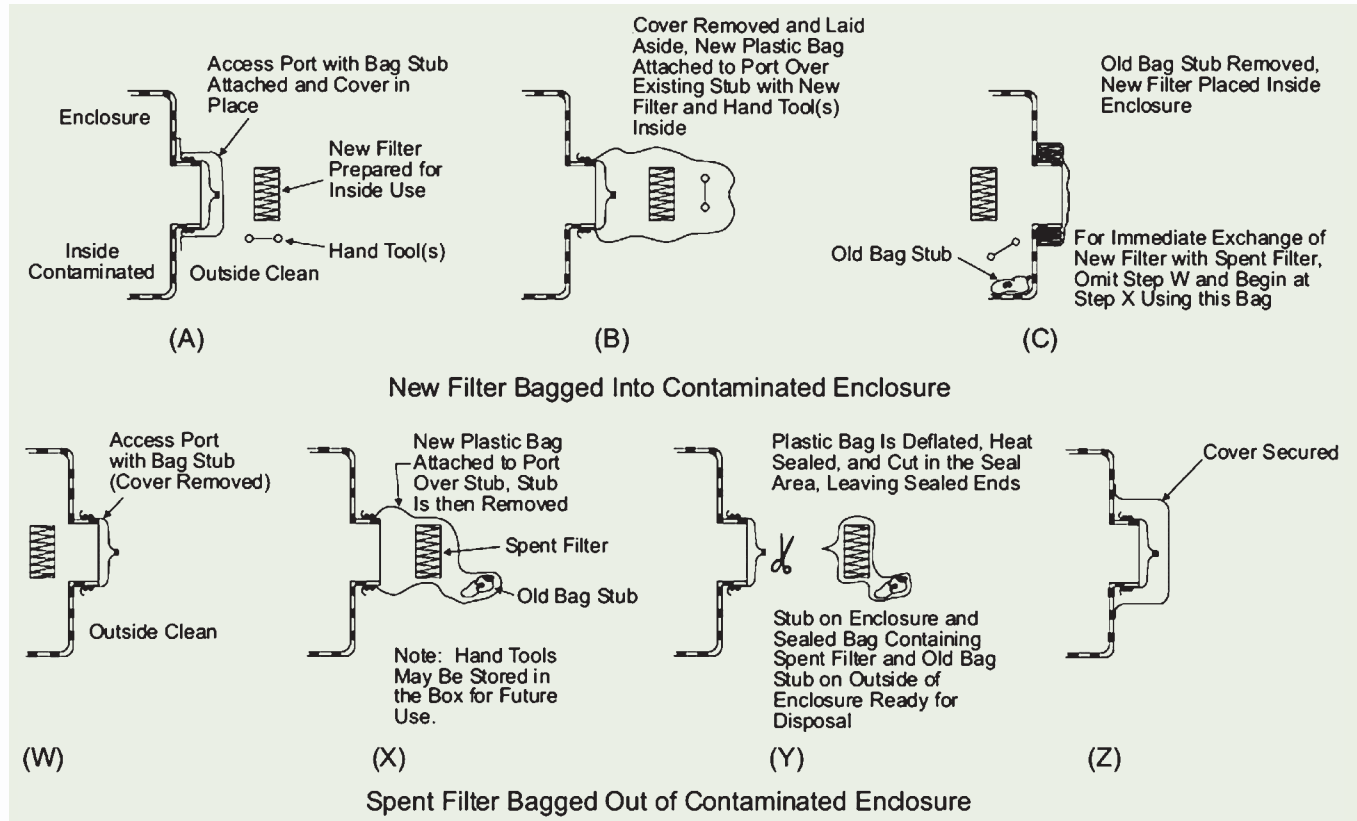 Access Port with Bag Stub
Attached and Cover in
Place
Enclosure
New Filter
Prepared for
Inside Use
Inside
Contaminated
Outside Clean
Hand Tool(s)
(A)
Cover Removed and Laid
Aside, New Plastic Bag
Attached to Port Over
Existing Stub with New
Filter and Hand Tool(s)
Inside
(B)
Old Bag Stub Removed,
New Filter Placed Inside
Enclosure
Old Bag Stub
For Immediate Exchange of
New Filter with Spent Filter,
Omit Step W and Begin at
Step X Using this Bag
(C)
New Filter Bagged Into Contaminated Enclosure
Access Port
with Bag Stub
(Cover Removed)
Outside Clean
(W)
New Plastic Bag
Attached to Port
Over Stub, Stub
Is then Removed
Spent Filter
Old Bag Stub
Note: Hand Tools
May Be Stored in
the Box for Future
Use.
(X)
Plastic Bag Is Deflated, Heat
Sealed, and Cut in the Seal
Area, Leaving Sealed Ends
Stub on Enclosure and
Sealed Bag Containing
Spent Filter and Old Bag
Stub on Outside of
Enclosure Ready for
Disposal
(Y)
Cover Secured
(Z)
Spent Filter Bagged Out of Contaminated Enclosure